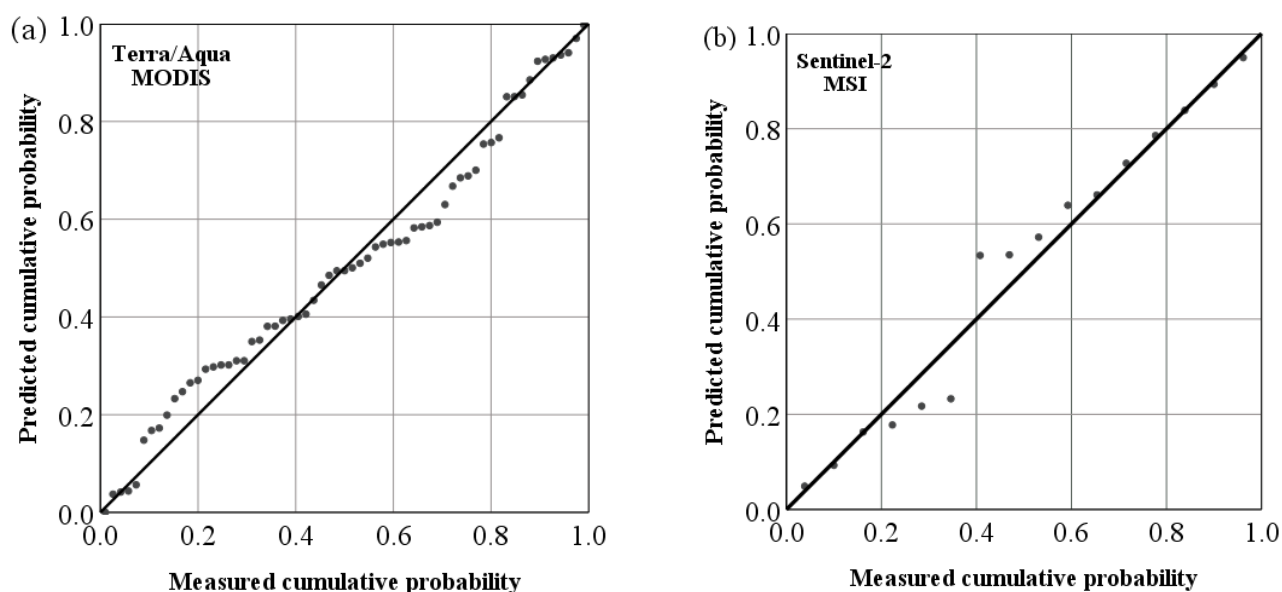 (a)
Terra/Aqua
MODIS
Predicted cumulative probability
1.0
0.8
0.6
0.4
0.2
0.0
0.0 0.2 0.4 0.6 0.8 1.0
Measured cumulative probability
(b)
Sentinel-2
MSI
Predicted cumulative probability
1.0
0.8
0.6
0.4
0.2
0.0
0.0 0.2 0.4 0.6 0.8 1.0
Measured cumulative probability